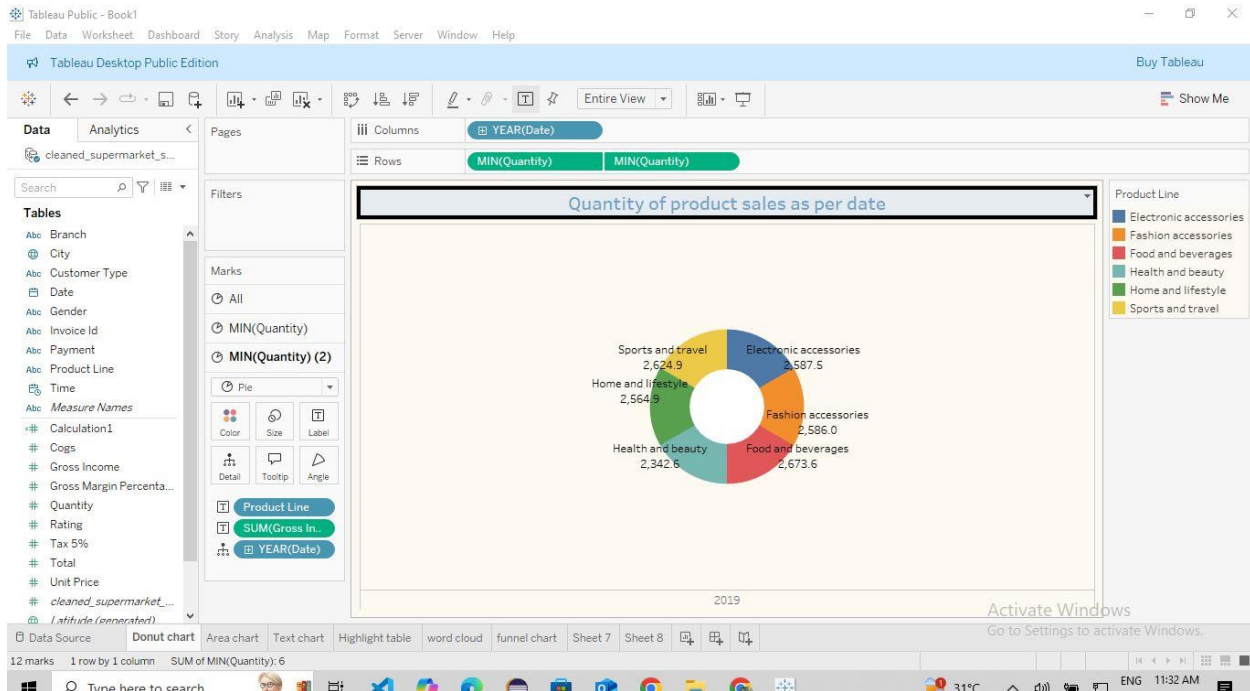 Tableau Public - Book1
File Data Worksheet Dashboard Story Analysis Map Format Server Window Help
Tableau Desktop Public Edition
Buy Tableau
Entire View
Show Me
Data
Analytics
cleaned_supermarket_s...
Search
Tables
Abc Branch
City
Abc Customer Type
Date
Abc Gender
Abc Invoice Id
Abc Payment
Abc Product Line
Time
Abc Measure Names
Calculation1
Cogs
Gross Income
Gross Margin Percenta...
Quantity
Rating
Tax 5%
Total
Unit Price
cleaned_supermarket_...
Latitude (generated)
Pages
Filters
Marks
All
MIN(Quantity)
MIN(Quantity) (2)
Pie
Color Size Label
Detail Tooltip Angle
Product Line
SUM(Gross In..
YEAR(Date)
Columns
YEAR(Date)
Rows
MIN(Quantity) MIN(Quantity)
Quantity of product sales as per date
Sports and travel
2,624.9
Electronic accessories
2,587.5
Home and lifestyle
2,564.9
Fashion accessories
2,586.0
Health and beauty
2,342.6
Food and beverages
2,673.6
2019
Product Line
Electronic accessories
Fashion accessories
Food and beverages
Health and beauty
Home and lifestyle
Sports and travel
Activate Windows
Go to Settings to activate Windows.
Data Source Donut chart Area chart Text chart Highlight table word cloud funnel chart Sheet 7 Sheet 8
12 marks 1 row by 1 column SUM of MIN(Quantity): 6
Type here to search
31°C
ENG 11:32 AM